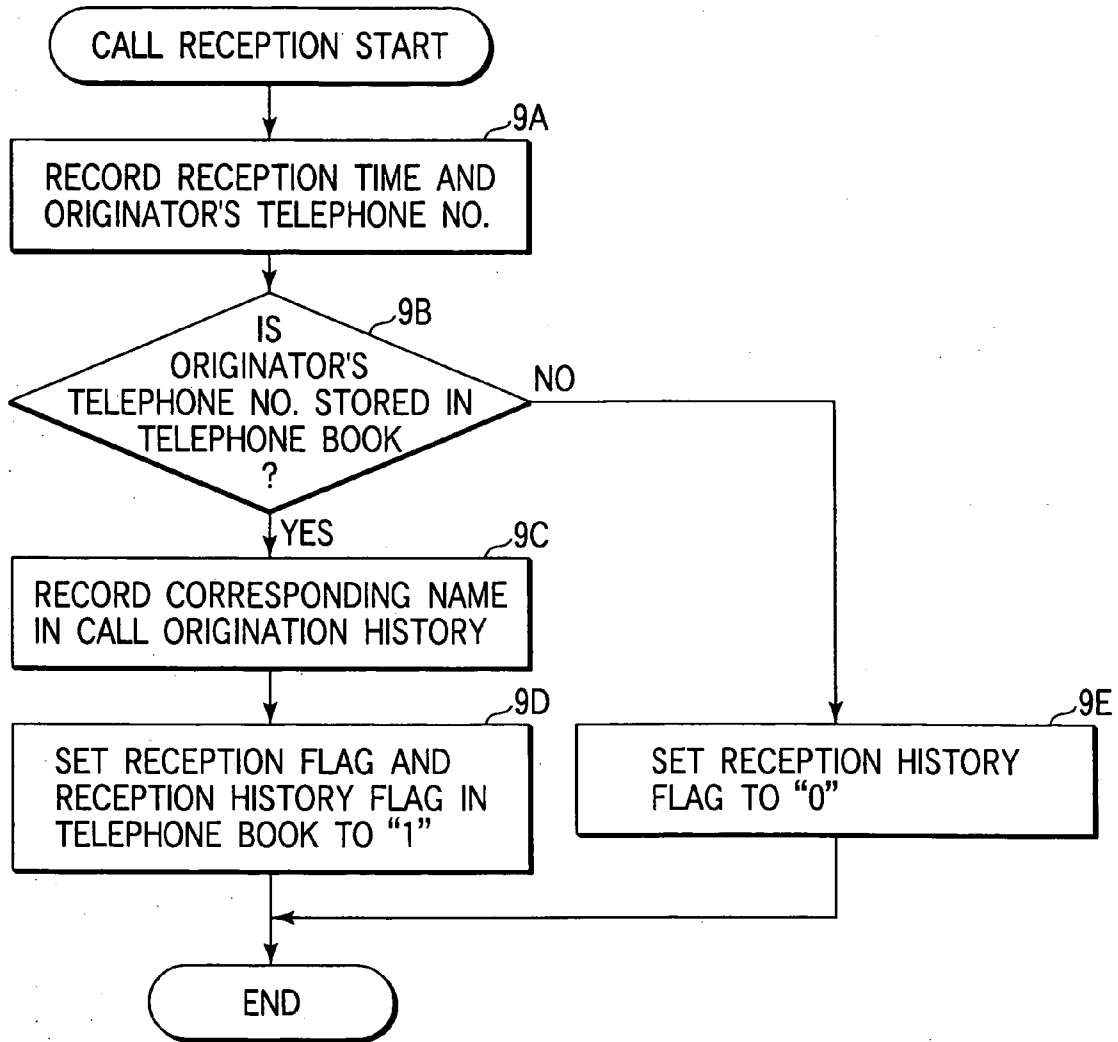 CALL RECEPTION START
9A
RECORD RECEPTION TIME AND
ORIGINATOR'S TELEPHONE NO.
9B
IS
ORIGINATOR'S
TELEPHONE NO. STORED IN
TELEPHONE BOOK
?
NO
YES
9C
RECORD CORRESPONDING NAME
IN CALL ORIGINATION HISTORY
9D
SET RECEPTION FLAG AND
RECEPTION HISTORY FLAG IN
TELEPHONE BOOK TO “1”
9E
SET RECEPTION HISTORY
FLAG TO “0”
END